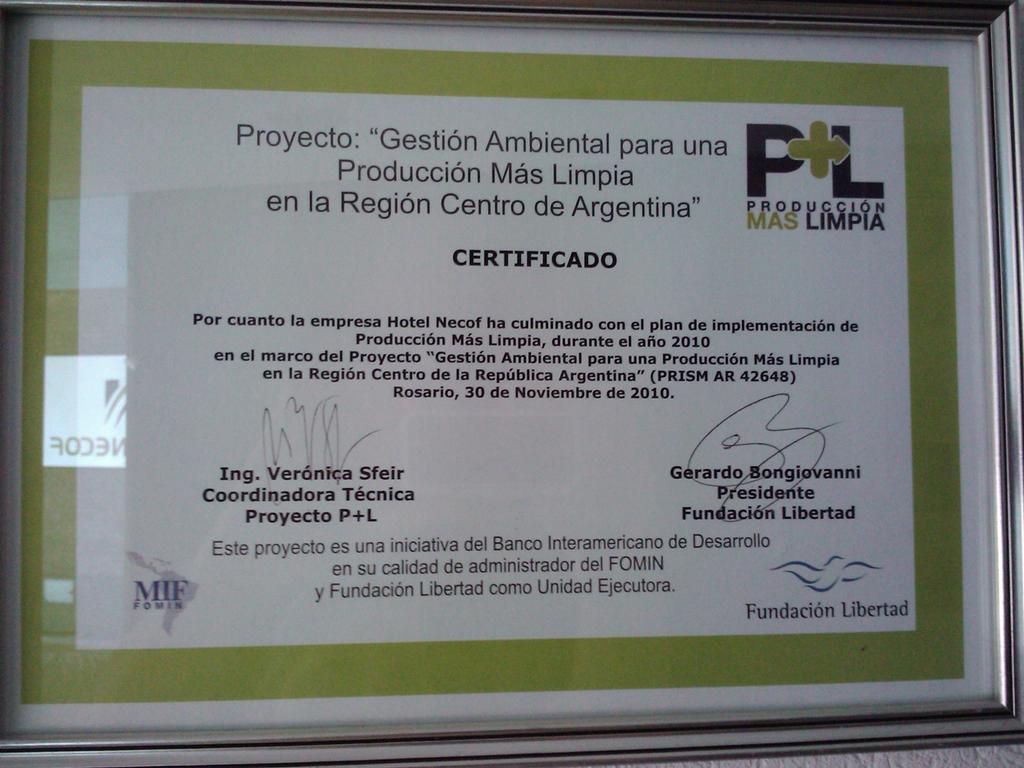 Proyecto: “Gestión Ambiental para una
Producción Más Limpia
en la Región Centro de Argentina”
P+L
PRODUCCIÓN
MAS LIMPIA
CERTIFICADO
Por cuanto la empresa Hotel Necof ha culminado con el plan de implementación de
Producción Más Limpia, durante el año 2010
en el marco del Proyecto “Gestión Ambiental para una Producción Más Limpia
en la Región Centro de la República Argentina” (PRISM AR 42648)
Rosario, 30 de Noviembre de 2010.
Ing. Verónica Sfeir
Coordinadora Técnica
Proyecto P+L
Gerardo Bongiovanni
Presidente
Fundación Libertad
Este proyecto es una iniciativa del Banco Interamericano de Desarrollo
en su calidad de administrador del FOMIN
y Fundación Libertad como Unidad Ejecutora.
MIF
FOMIN
Fundación Libertad
NECOF